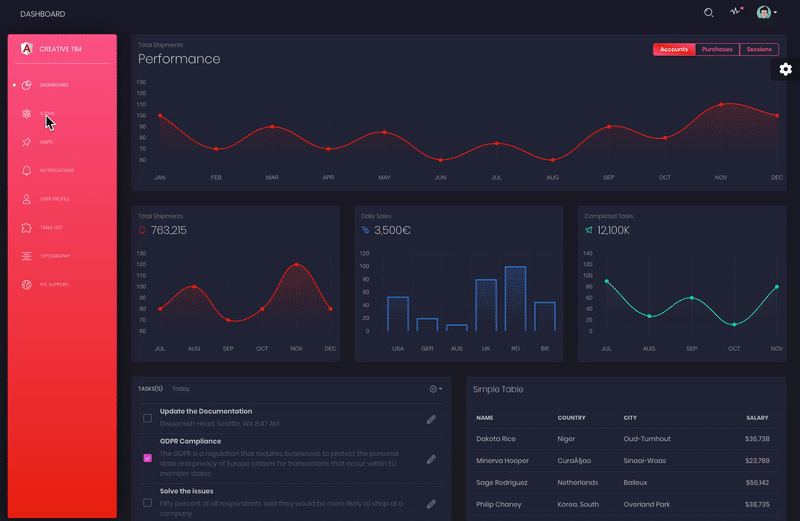 DASHBOARD
CREATIVE TIM
DASHBOARD
ICONS
MAPS
NOTIFICATIONS
USER PROFILE
TABLE LIST
TYPOGRAPHY
RTL SUPPORT
Total Shipments
Performance
Accounts Purchases Sessions
130
120
110
100
90
80
70
60
JAN FEB MAR APR MAY JUN JUL AUG SEP OCT NOV DEC
Total Shipments
763,215
130
120
110
100
90
80
70
60
JUL AUG SEP OCT NOV DEC
Daily Sales
3,500€
120
100
80
60
40
20
0
USA GER AUS UK RO BR
Completed Tasks
12,100K
140
120
100
80
60
40
20
0
JUL AUG SEP OCT NOV
TASKS(5) Today
Update the Documentation
Dwuamish Head, Seattle, WA 8:47 AM
GDPR Compliance
The GDPR is a regulation that requires businesses to protect the personal
data and privacy of Europe citizens for transactions that occur within EU
member states.
Solve the issues
Fifty percent of all respondents said they would be more likely to shop at a
company
Simple Table
NAME COUNTRY CITY SALARY
Dakota Rice Niger Oud-Turnhout $36,738
Minerva Hooper CuraÃ§ao Sinaai-Waas $23,789
Sage Rodriguez Netherlands Baileux $56,142
Philip Chaney Korea, South Overland Park $38,735